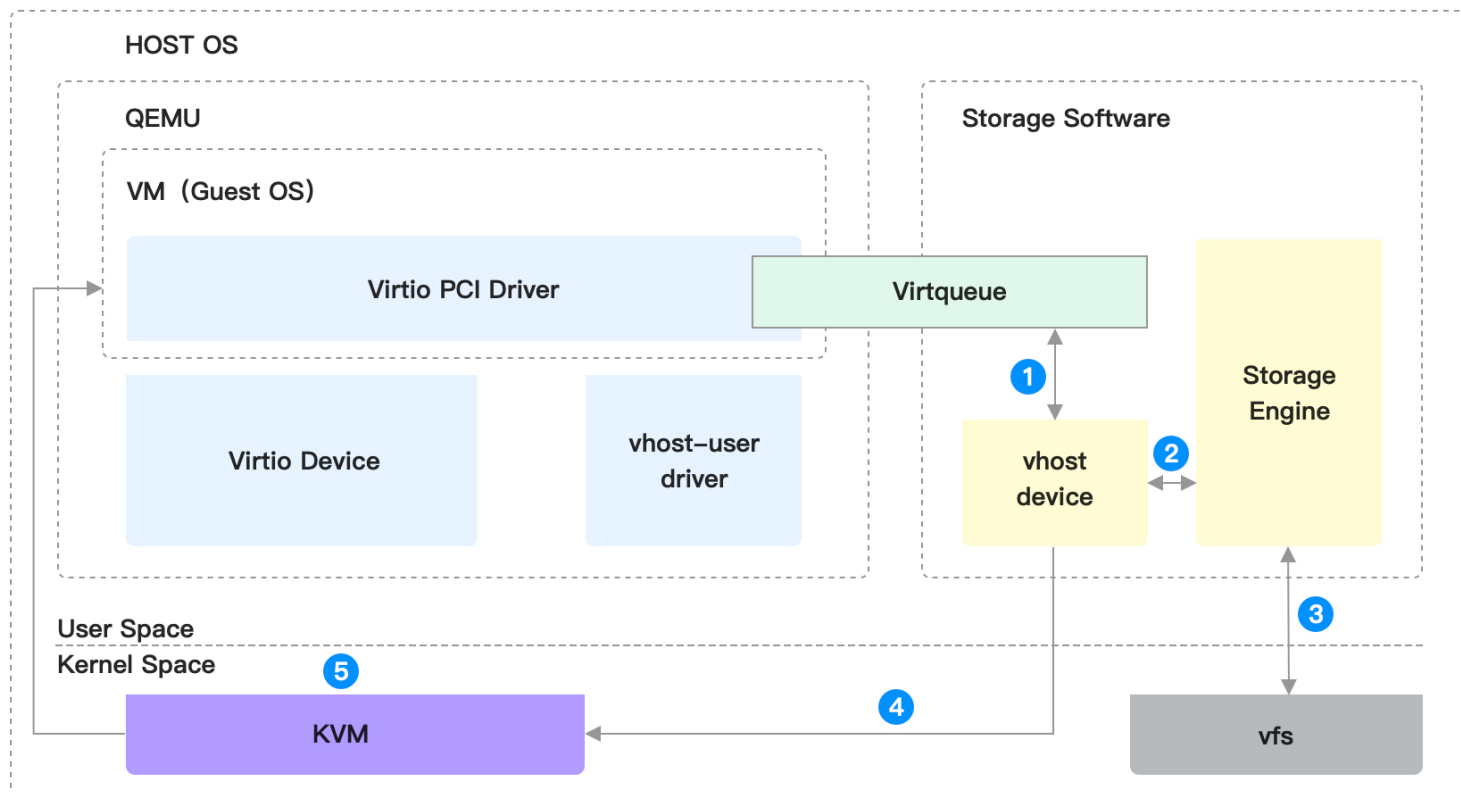 HOST OS
QEMU
Storage Software
VM（Guest OS）
Virtio PCI Driver
Virtqueue
1
Storage
Engine
Virtio Device
vhost-user
driver
vhost
device
2
3
User Space
Kernel Space
5
4
KVM
vfs